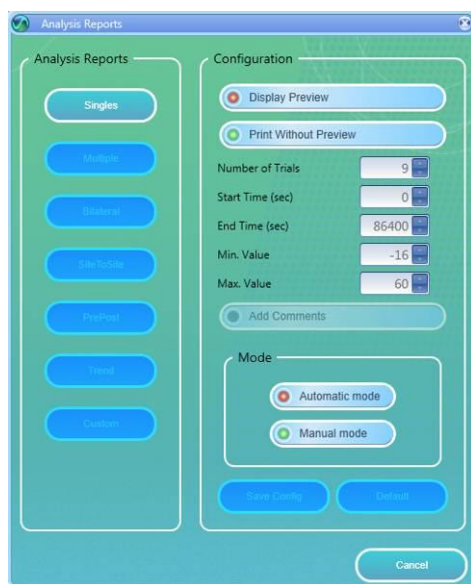 Analysis Reports
Analysis Reports
Singles
Multiple
Bilateral
SiteToSite
PrePost
Trend
Custom
Configuration
Display Preview
Print Without Preview
Number of Trials 9
Start Time (sec) 0
End Time (sec) 86400
Min. Value -16
Max. Value 60
Add Comments
Mode
Automatic mode
Manual mode
Save Config Default
Cancel